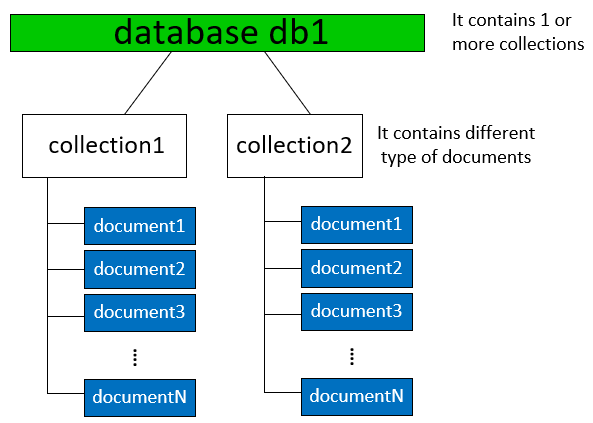 database db1
It contains 1 or
more collections
collection1
collection2
It contains different
type of documents
document1
document2
document3
documentN
document1
document2
document3
documentN